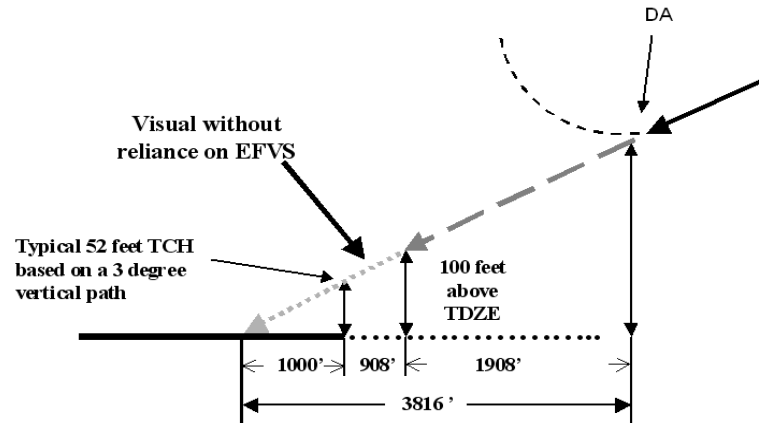 DA
Visual without
reliance on EFVS
Typical 52 feet TCH
based on a 3 degree
vertical path
100 feet
above
TDZE
1000’
908’
1908’
3816 ’